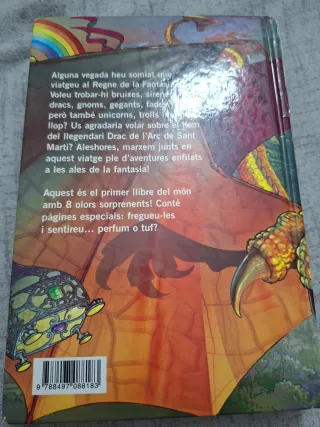 Alguna vegada heu somiat que
viatgeu al Regne de la Fantasia?
Voleu trobar-hi bruixes, sirenes,
dracs, gnoms, gegants, fades
però també unicorns, trolls
llop? Us agradaria volar sobre el llom
del llegendari Drac de l'Arc de Sant
Martí? Aleshores, marxem junts en
aquest viatge ple d'aventures enfilats
a les ales de la fantasia!
Aquest és el primer llibre del món
amb 8 olors sorprenents! Conté
pàgines especials: fregueu-les
i sentireu... perfum o tuf?
9 788497 088183